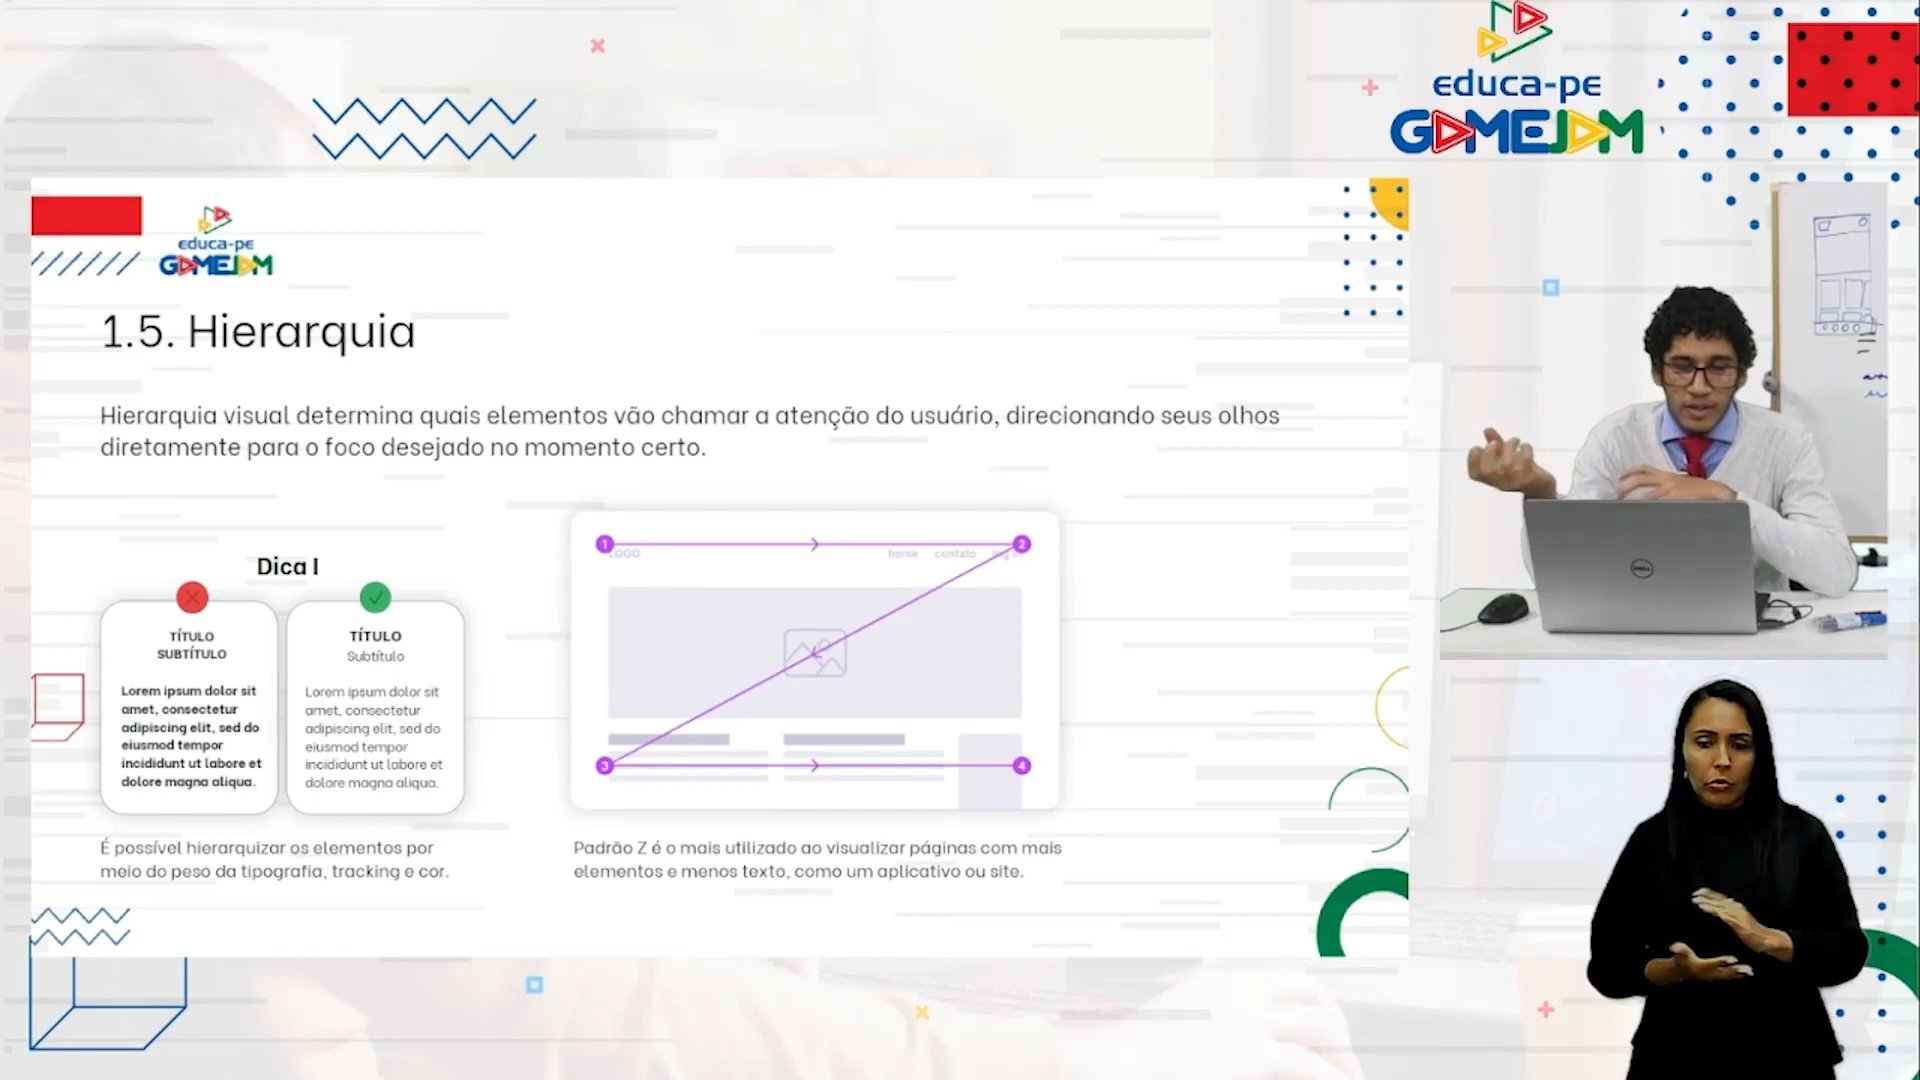 educa-pe
GAMEJAM
educa-pe
GAMEJAM
1.5. Hierarquia
Hierarquia visual determina quais elementos vão chamar a atenção do usuário, direcionando seus olhos
diretamente para o foco desejado no momento certo.
Dica I
TÍTULO
SUBTÍTULO
Lorem ipsum dolor sit
amet, consectetur
adipiscing elit, sed do
eiusmod tempor
incididunt ut labore et
dolore magna aliqua.
TÍTULO
Subtítulo
Lorem ipsum dolor sit
amet, consectetur
adipiscing elit, sed do
eiusmod tempor
incididunt ut labore et
dolore magna aliqua.
É possível hierarquizar os elementos por
meio do peso da tipografia, tracking e cor.
1 2
LOGO home contato
3 4
Padrão Z é o mais utilizado ao visualizar páginas com mais
elementos e menos texto, como um aplicativo ou site.
DELL